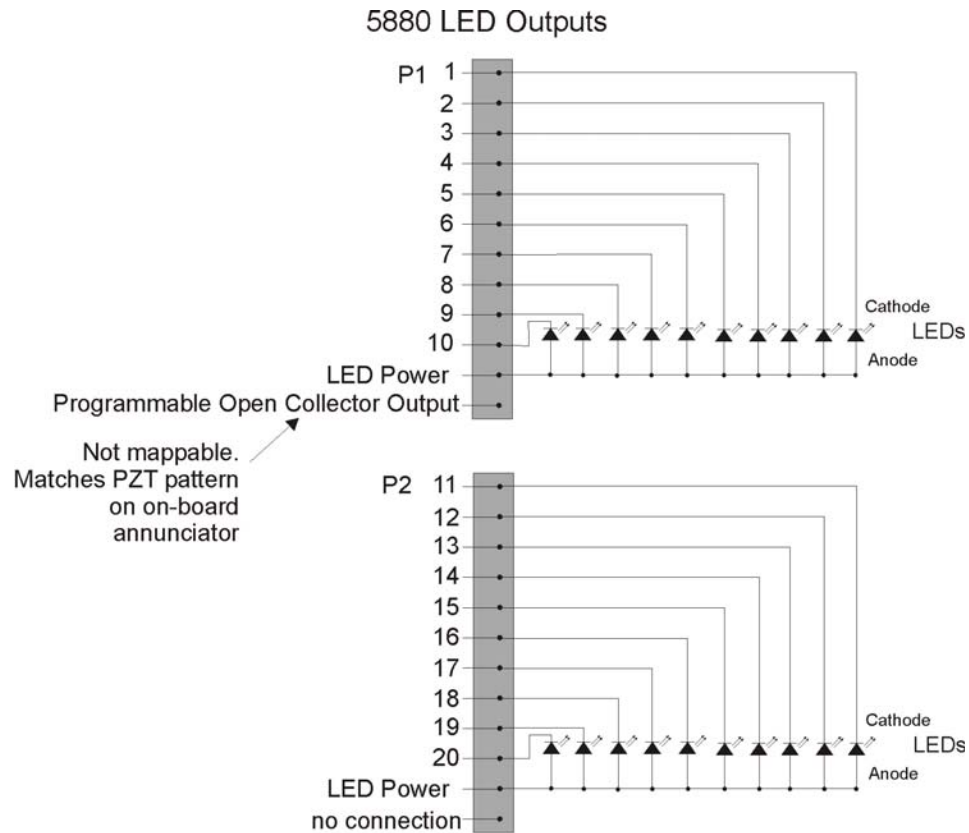 5880 LED Outputs
P1 1
2
3
4
5
6
7
8
9
10
Cathode
LEDs
Anode
LED Power
Programmable Open Collector Output
Not mappable.
Matches PZT pattern
on on-board
annunciator
P2 11
12
13
14
15
16
17
18
19
20
Cathode
LEDs
Anode
LED Power
no connection